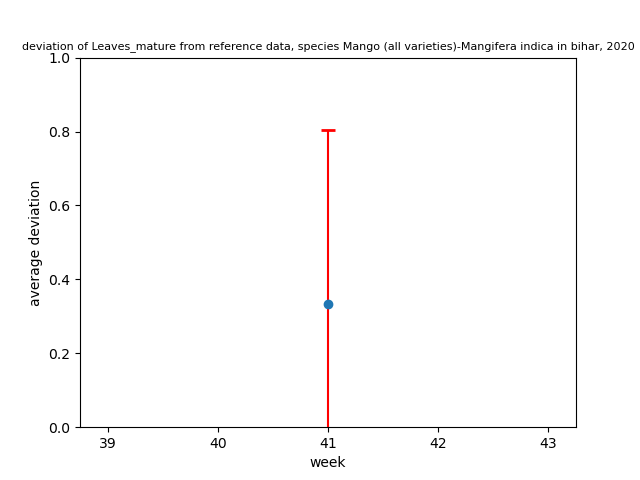 deviation of Leaves_mature from reference data, species Mango (all varieties)-Mangifera indica in bihar, 2020
1.0
0.8
0.6
0.4
0.2
0.0
average deviation
39 40 41 42 43
week